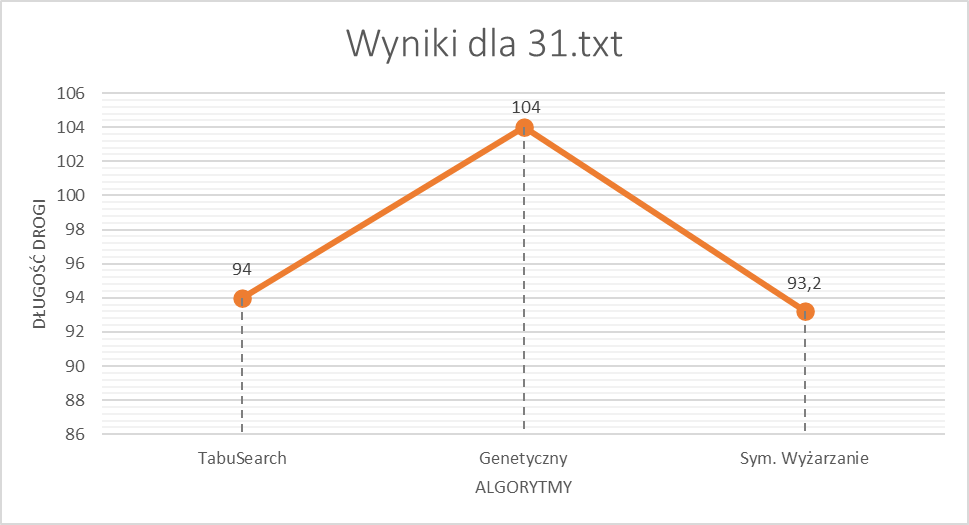 Wyniki dla 31.txt
106
104
102
100
98
96
94
92
90
88
86
DŁUGOŚĆ DROGI
94
104
93,2
TabuSearch
Genetyczny
Sym. Wyżarzanie
ALGORYTMY